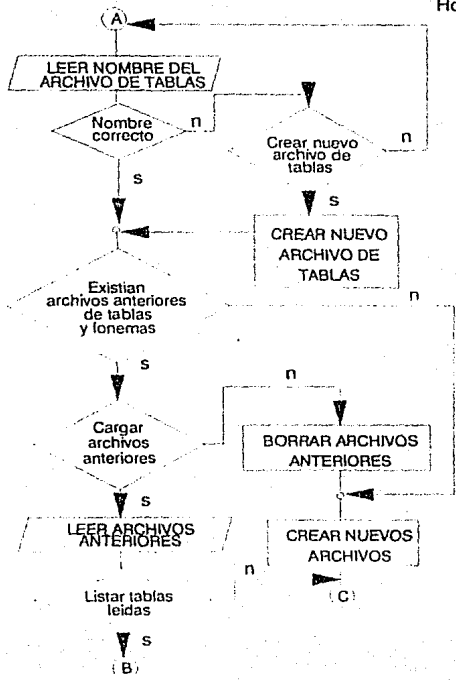 Ho
A
LEER NOMBRE DEL
ARCHIVO DE TABLAS
Nombre
correcto
n
Crear nuevo
archivo de
tablas
n
s
s
CREAR NUEVO
ARCHIVO DE
TABLAS
Existian
archivos anteriores
de tablas
y fonemas
n
s
n
Cargar
archivos
anteriores
BORRAR ARCHIVOS
ANTERIORES
s
LEER ARCHIVOS
ANTERIORES
CREAR NUEVOS
ARCHIVOS
n
Listar tablas
leidas
C
s
B